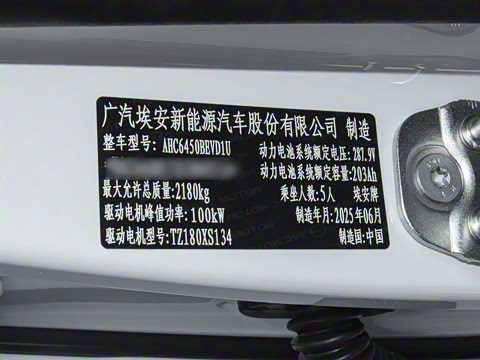 广汽埃安新能源汽车股份有限公司 制造
整车型号: AHC6450BEVD1U 动力电池系统额定电压: 287.9V
动力电池系统额定容量: 203Ah
最大允许总质量: 2180kg 乘坐人数: 5人 埃安牌
驱动电机峰值功率: 100kW 制造年月: 2025年06月
驱动电机型号: TZ180XS134 制造国: 中国